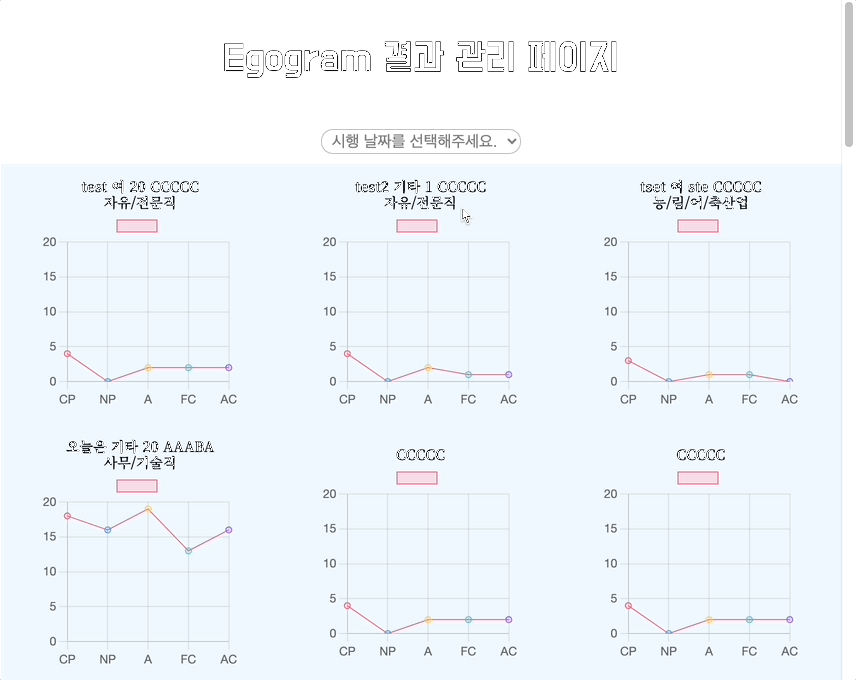 Egogram 결과 관리 페이지
시행 날짜를 선택해주세요.
test 여 20 CCCCC
자유/전문직
20
15
10
5
0
CP NP A FC AC
test2 기타 1 CCCCC
자유/전문직
20
15
10
5
0
CP NP A FC AC
tset 여 ste CCCCC
농/림/어/축산업
20
15
10
5
0
CP NP A FC AC
오늘은 기타 20 AAABA
사무/기술직
20
15
10
5
0
CP NP A FC AC
CCCCC
20
15
10
5
0
CP NP A FC AC
CCCCC
20
15
10
5
0
CP NP A FC AC